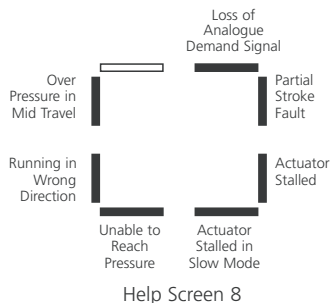 Loss of
Analogue
Demand Signal
Over
Pressure in
Mid Travel
Partial
Stroke
Fault
Running in
Wrong
Direction
Actuator
Stalled
Unable to
Reach
Pressure
Actuator
Stalled in
Slow Mode
Help Screen 8